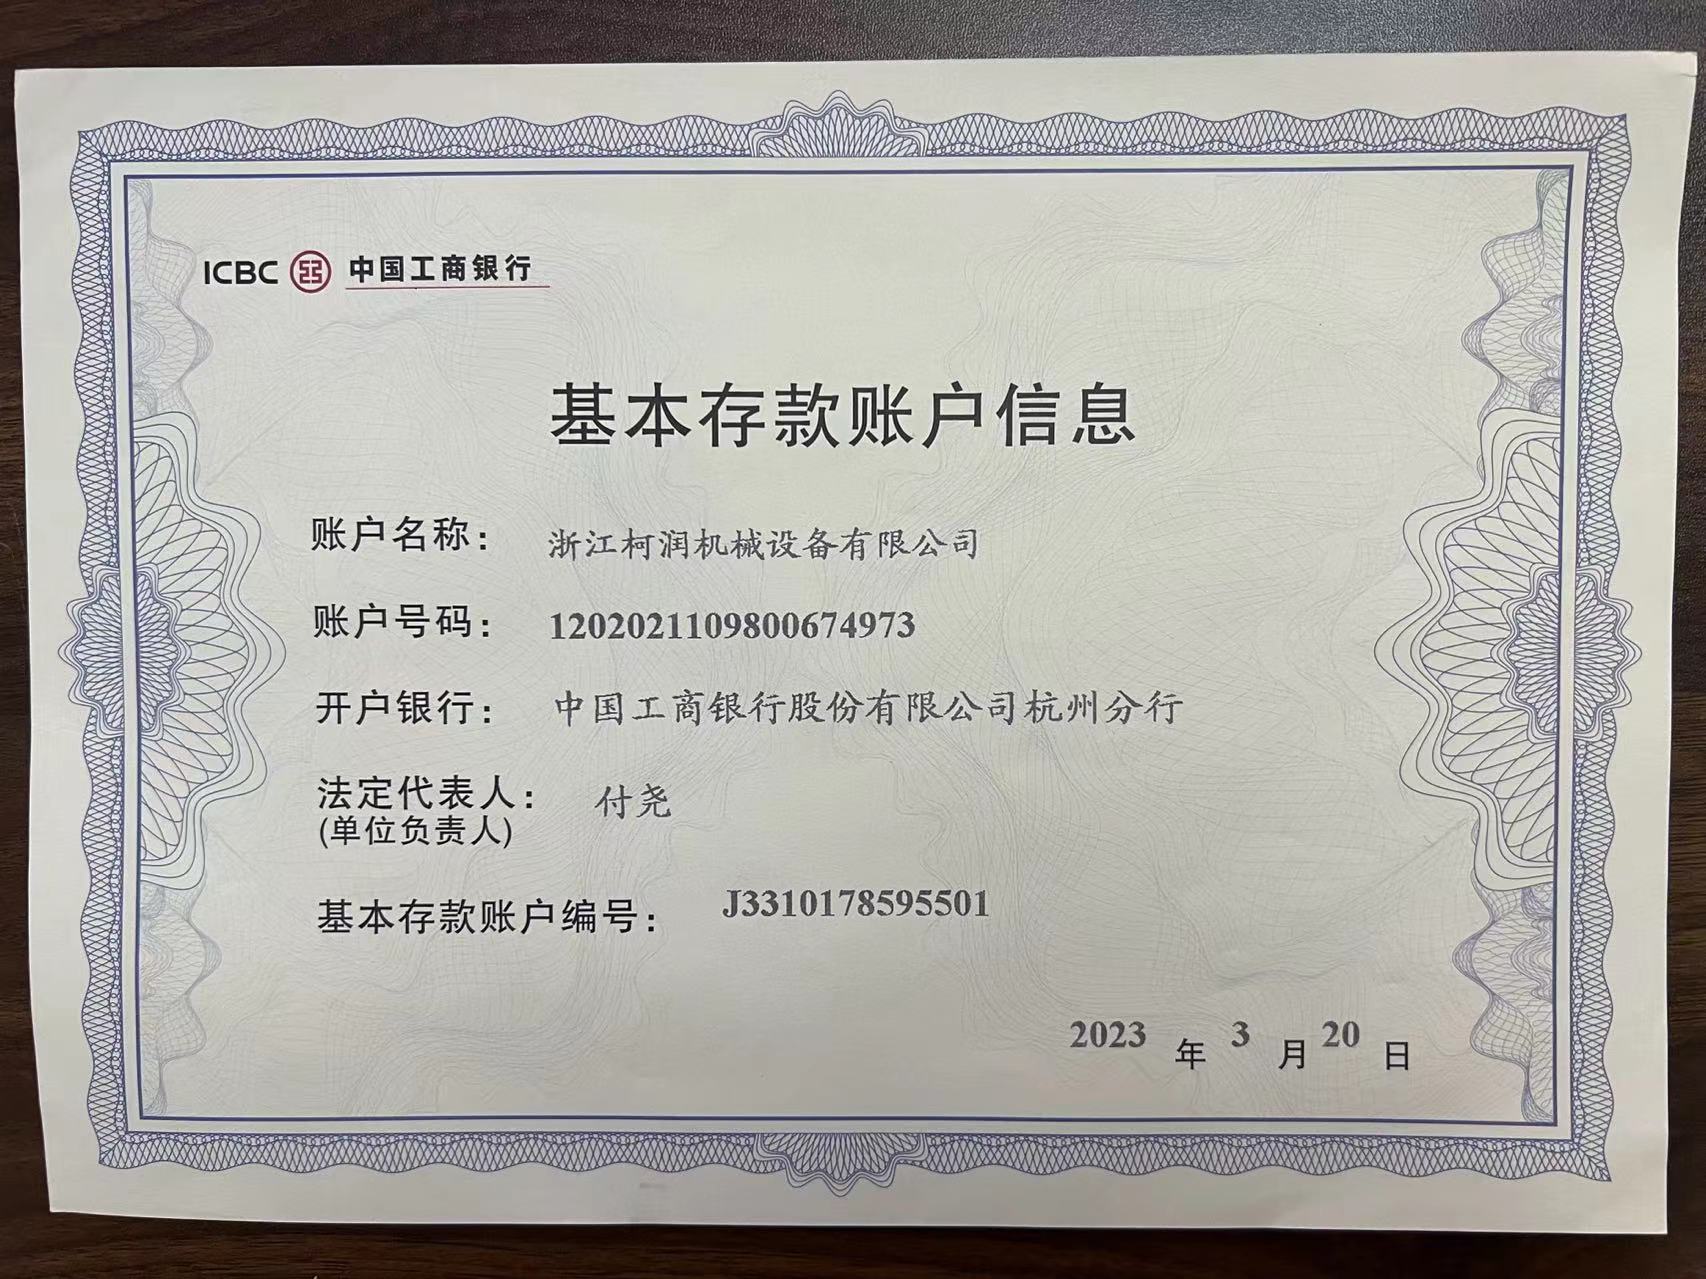 ICBC 中国工商银行
基本存款账户信息
账户名称： 浙江柯润机械设备有限公司
账户号码： 1202021109800674973
开户银行： 中国工商银行股份有限公司杭州分行
法定代表人： 付尧
(单位负责人)
基本存款账户编号： J3310178595501
2023 年 3 月 20 日